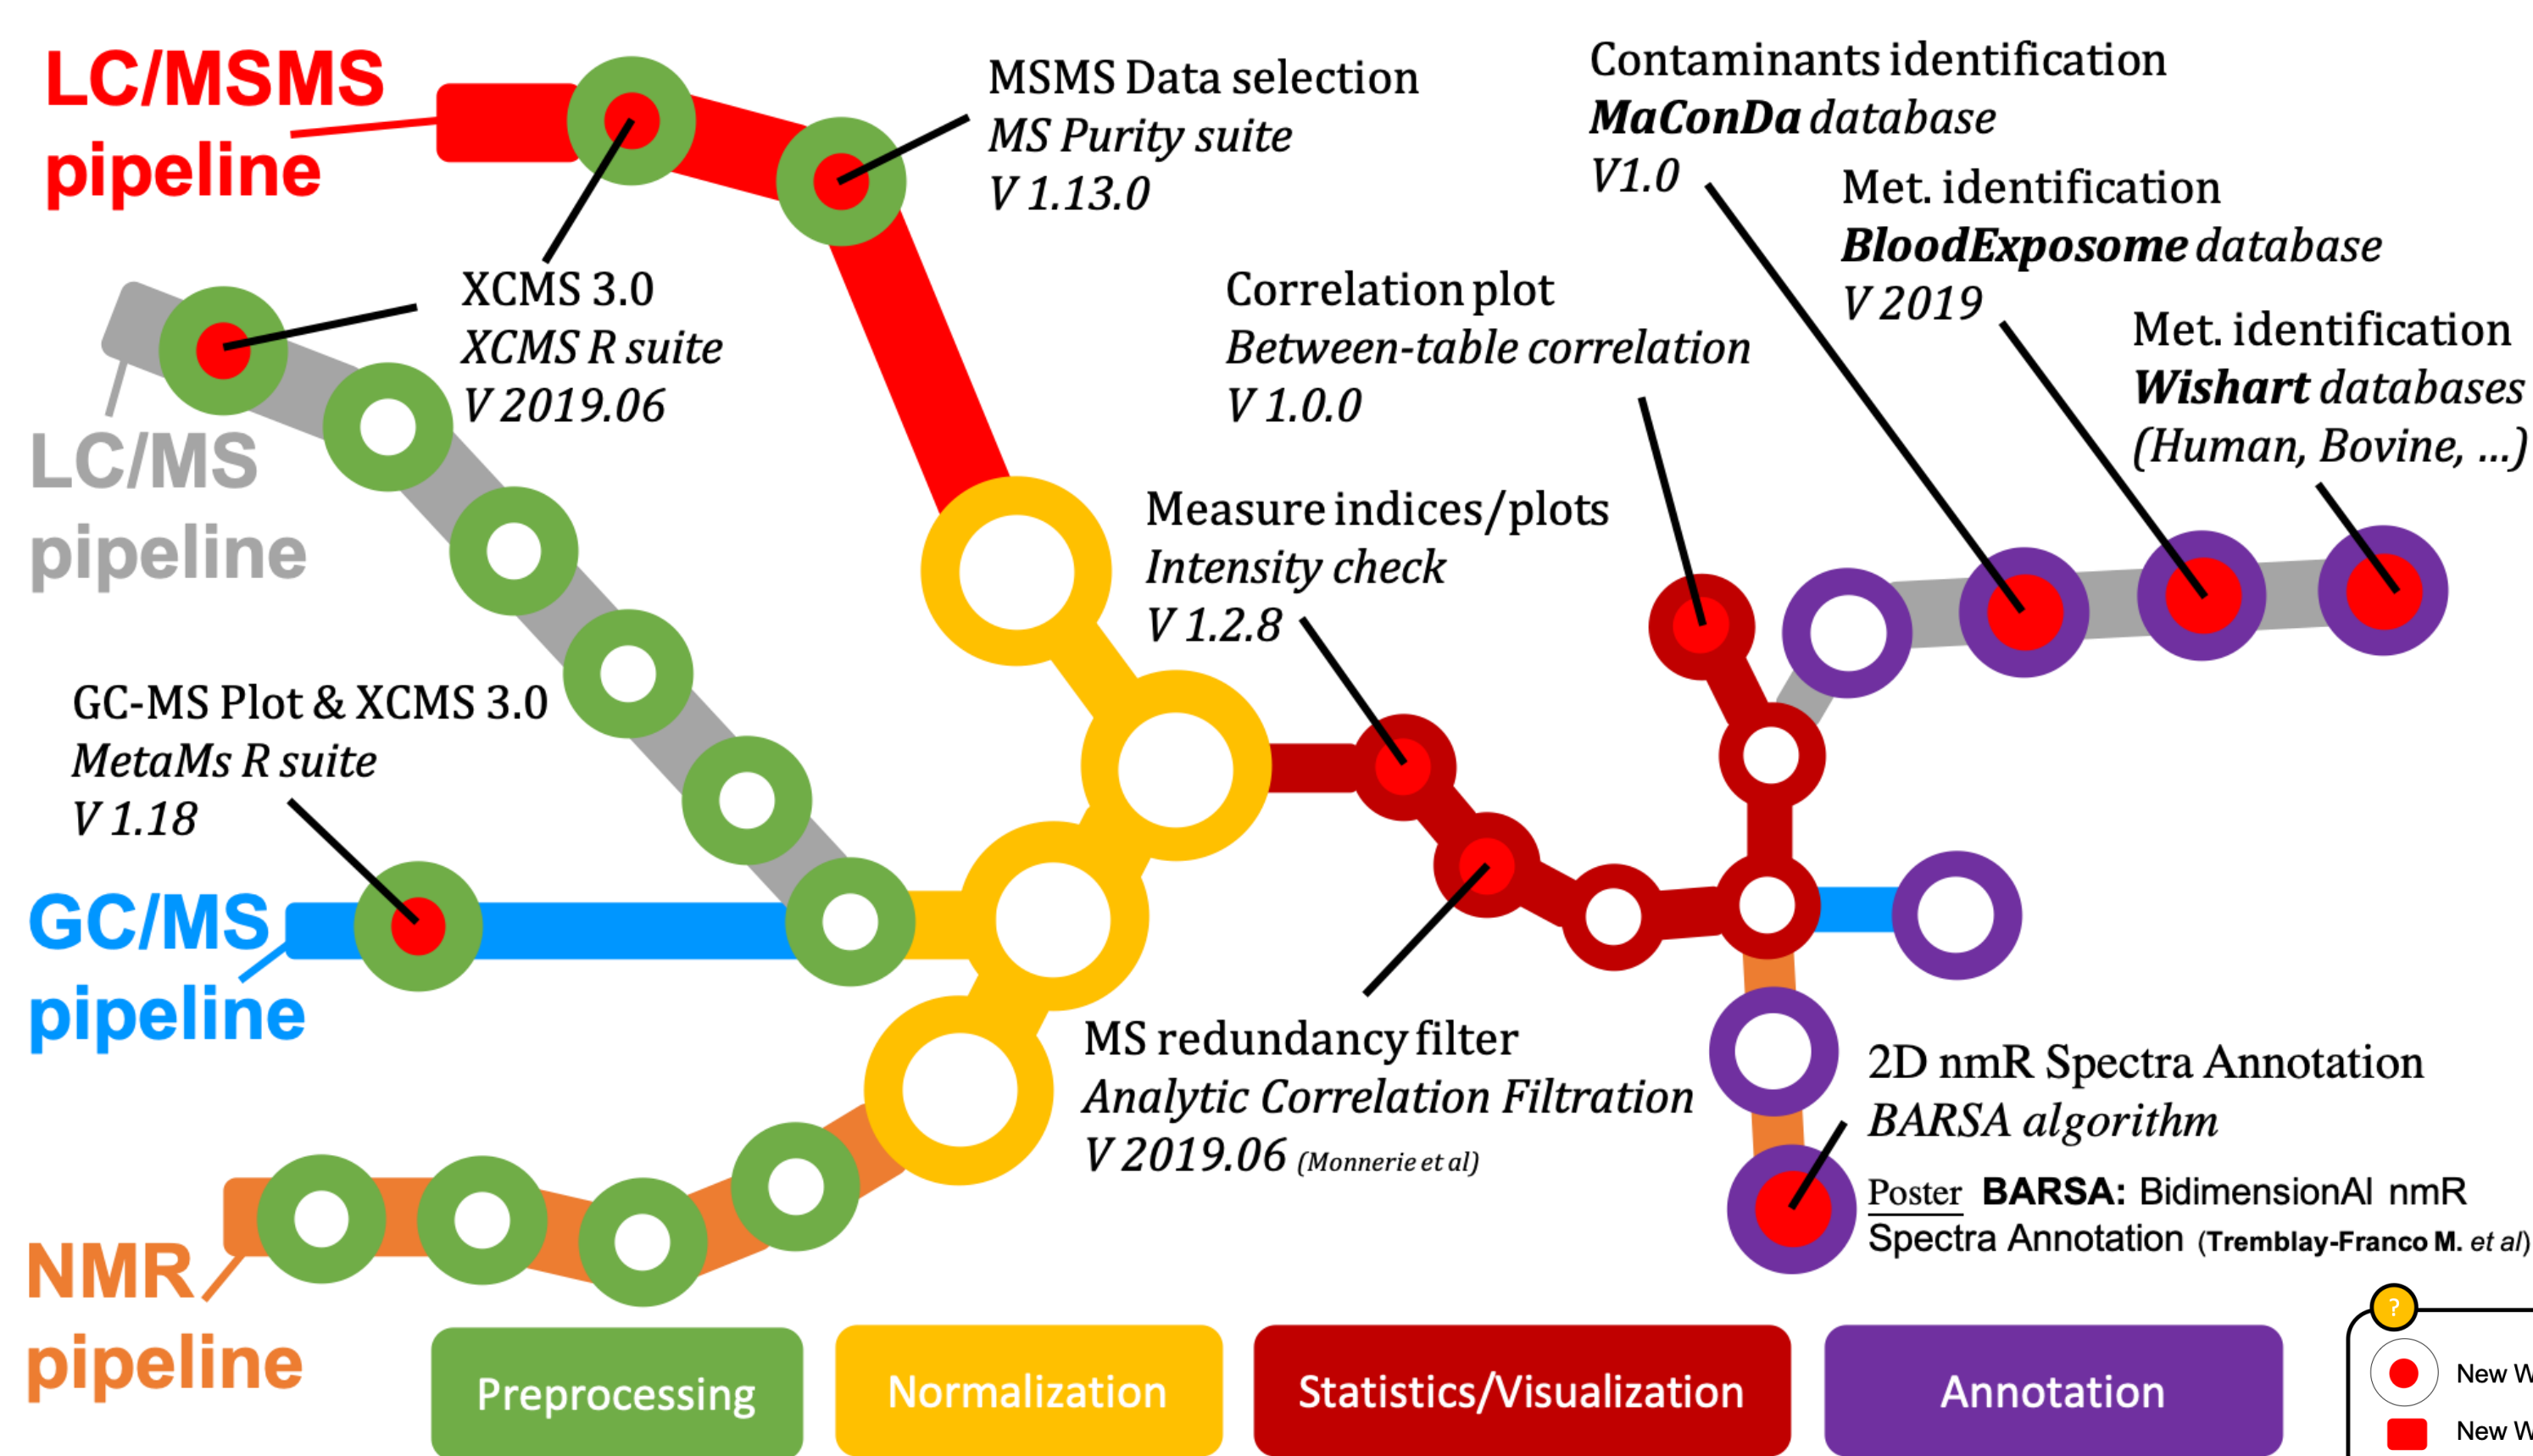 LC/MSMS
pipeline
MSMS Data selection
MS Purity suite
V 1.13.0
Contaminants identification
MaConDa database
V1.0
Met. identification
BloodExposome database
V 2019
Met. identification
Wishart databases
(Human, Bovine, ...)
XCMS 3.0
XCMS R suite
V 2019.06
Correlation plot
Between-table correlation
V 1.0.0
LC/MS
pipeline
Measure indices/plots
Intensity check
V 1.2.8
GC-MS Plot & XCMS 3.0
MetaMs R suite
V 1.18
GC/MS
pipeline
MS redundancy filter
Analytic Correlation Filtration
V 2019.06 (Monnerie et al)
2D nmR Spectra Annotation
BARSA algorithm
Poster BARSA: BidimensionAl nmR
Spectra Annotation (Tremblay-Franco M. et al)
NMR
pipeline
Preprocessing
Normalization
Statistics/Visualization
Annotation
?
New
New